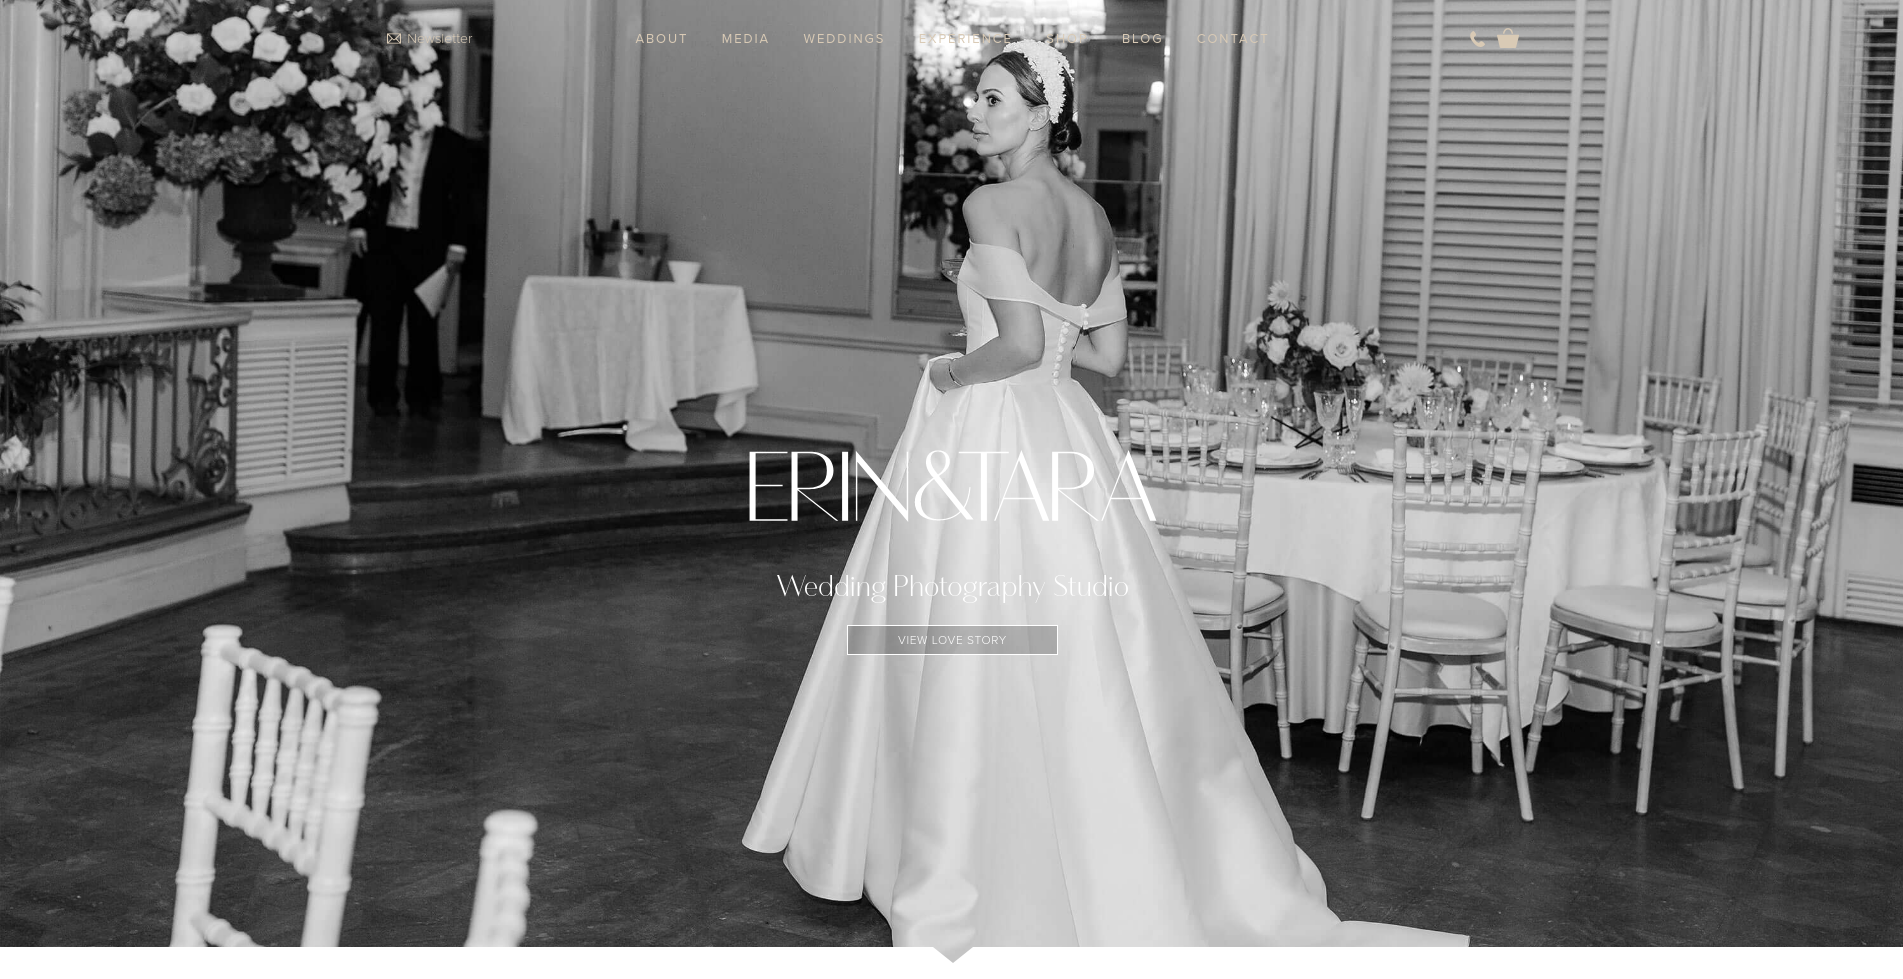 Newsletter
ABOUT MEDIA WEDDINGS EXPERIENCE SHOP BLOG CONTACT
ERIN&TARA
Wedding Photography Studio
VIEW LOVE STORY